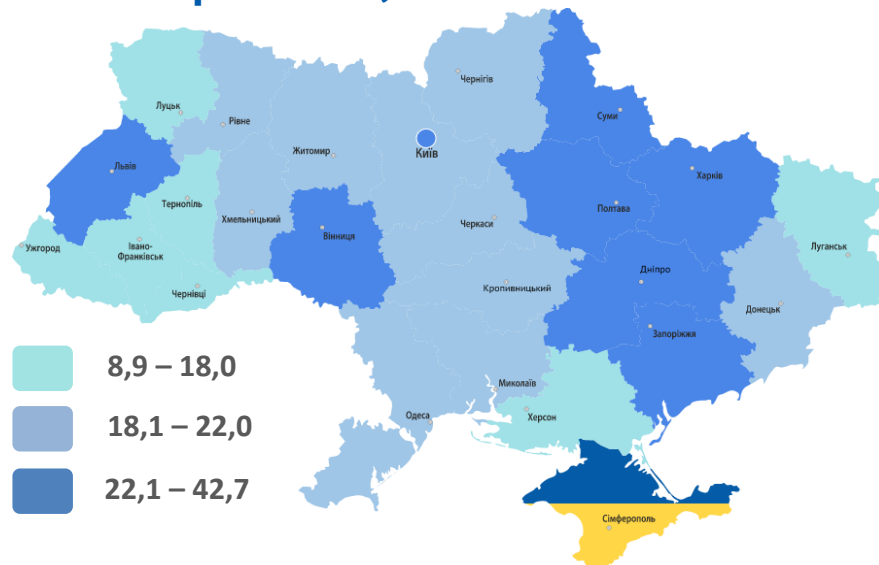 Чернігів
Луцьк
Рівне
Суми
Житомир
Київ
Львів
Харків
Тернопіль
Полтава
Хмельницький
Черкаси
Вінниця
Ужгород
Івано-
Франківськ
Луганськ
Дніпро
Чернівці
Кропивницький
Донецьк
Запоріжжя
8,9 – 18,0
Миколаїв
Одеса
Херсон
18,1 – 22,0
22,1 – 42,7
Сімферополь